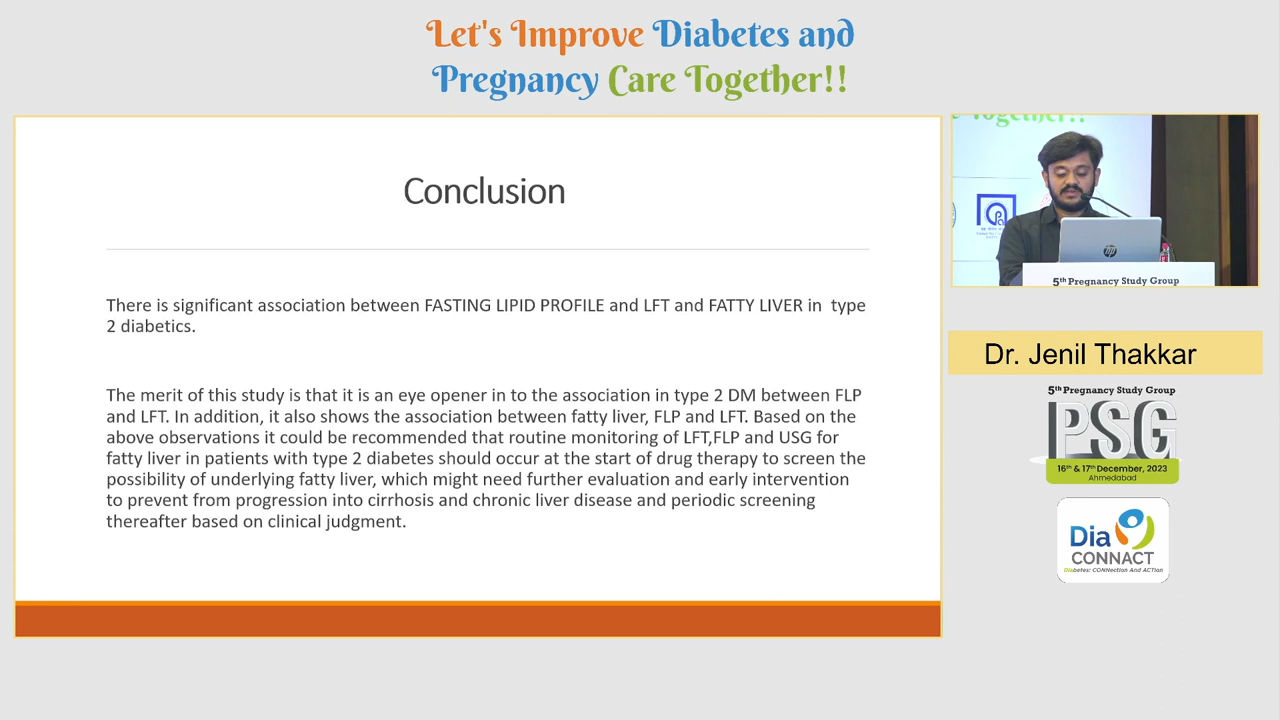 Let's Improve Diabetes and
Pregnancy Care Together!!
Conclusion
There is significant association between FASTING LIPID PROFILE and LFT and FATTY LIVER in type
2 diabetics.
The merit of this study is that it is an eye opener in to the association in type 2 DM between FLP
and LFT. In addition, it also shows the association between fatty liver, FLP and LFT. Based on the
above observations it could be recommended that routine monitoring of LFT,FLP and USG for
fatty liver in patients with type 2 diabetes should occur at the start of drug therapy to screen the
possibility of underlying fatty liver, which might need further evaluation and early intervention
to prevent from progression into cirrhosis and chronic liver disease and periodic screening
thereafter based on clinical judgment.
Together!!
hp
5th Pregnancy Study Group
Dr. Jenil Thakkar
5th Pregnancy Study Group
PSG
16th & 17th December, 2023
Ahmedabad
Dia
CONNACT
Diabetes: CONNection And ACTion